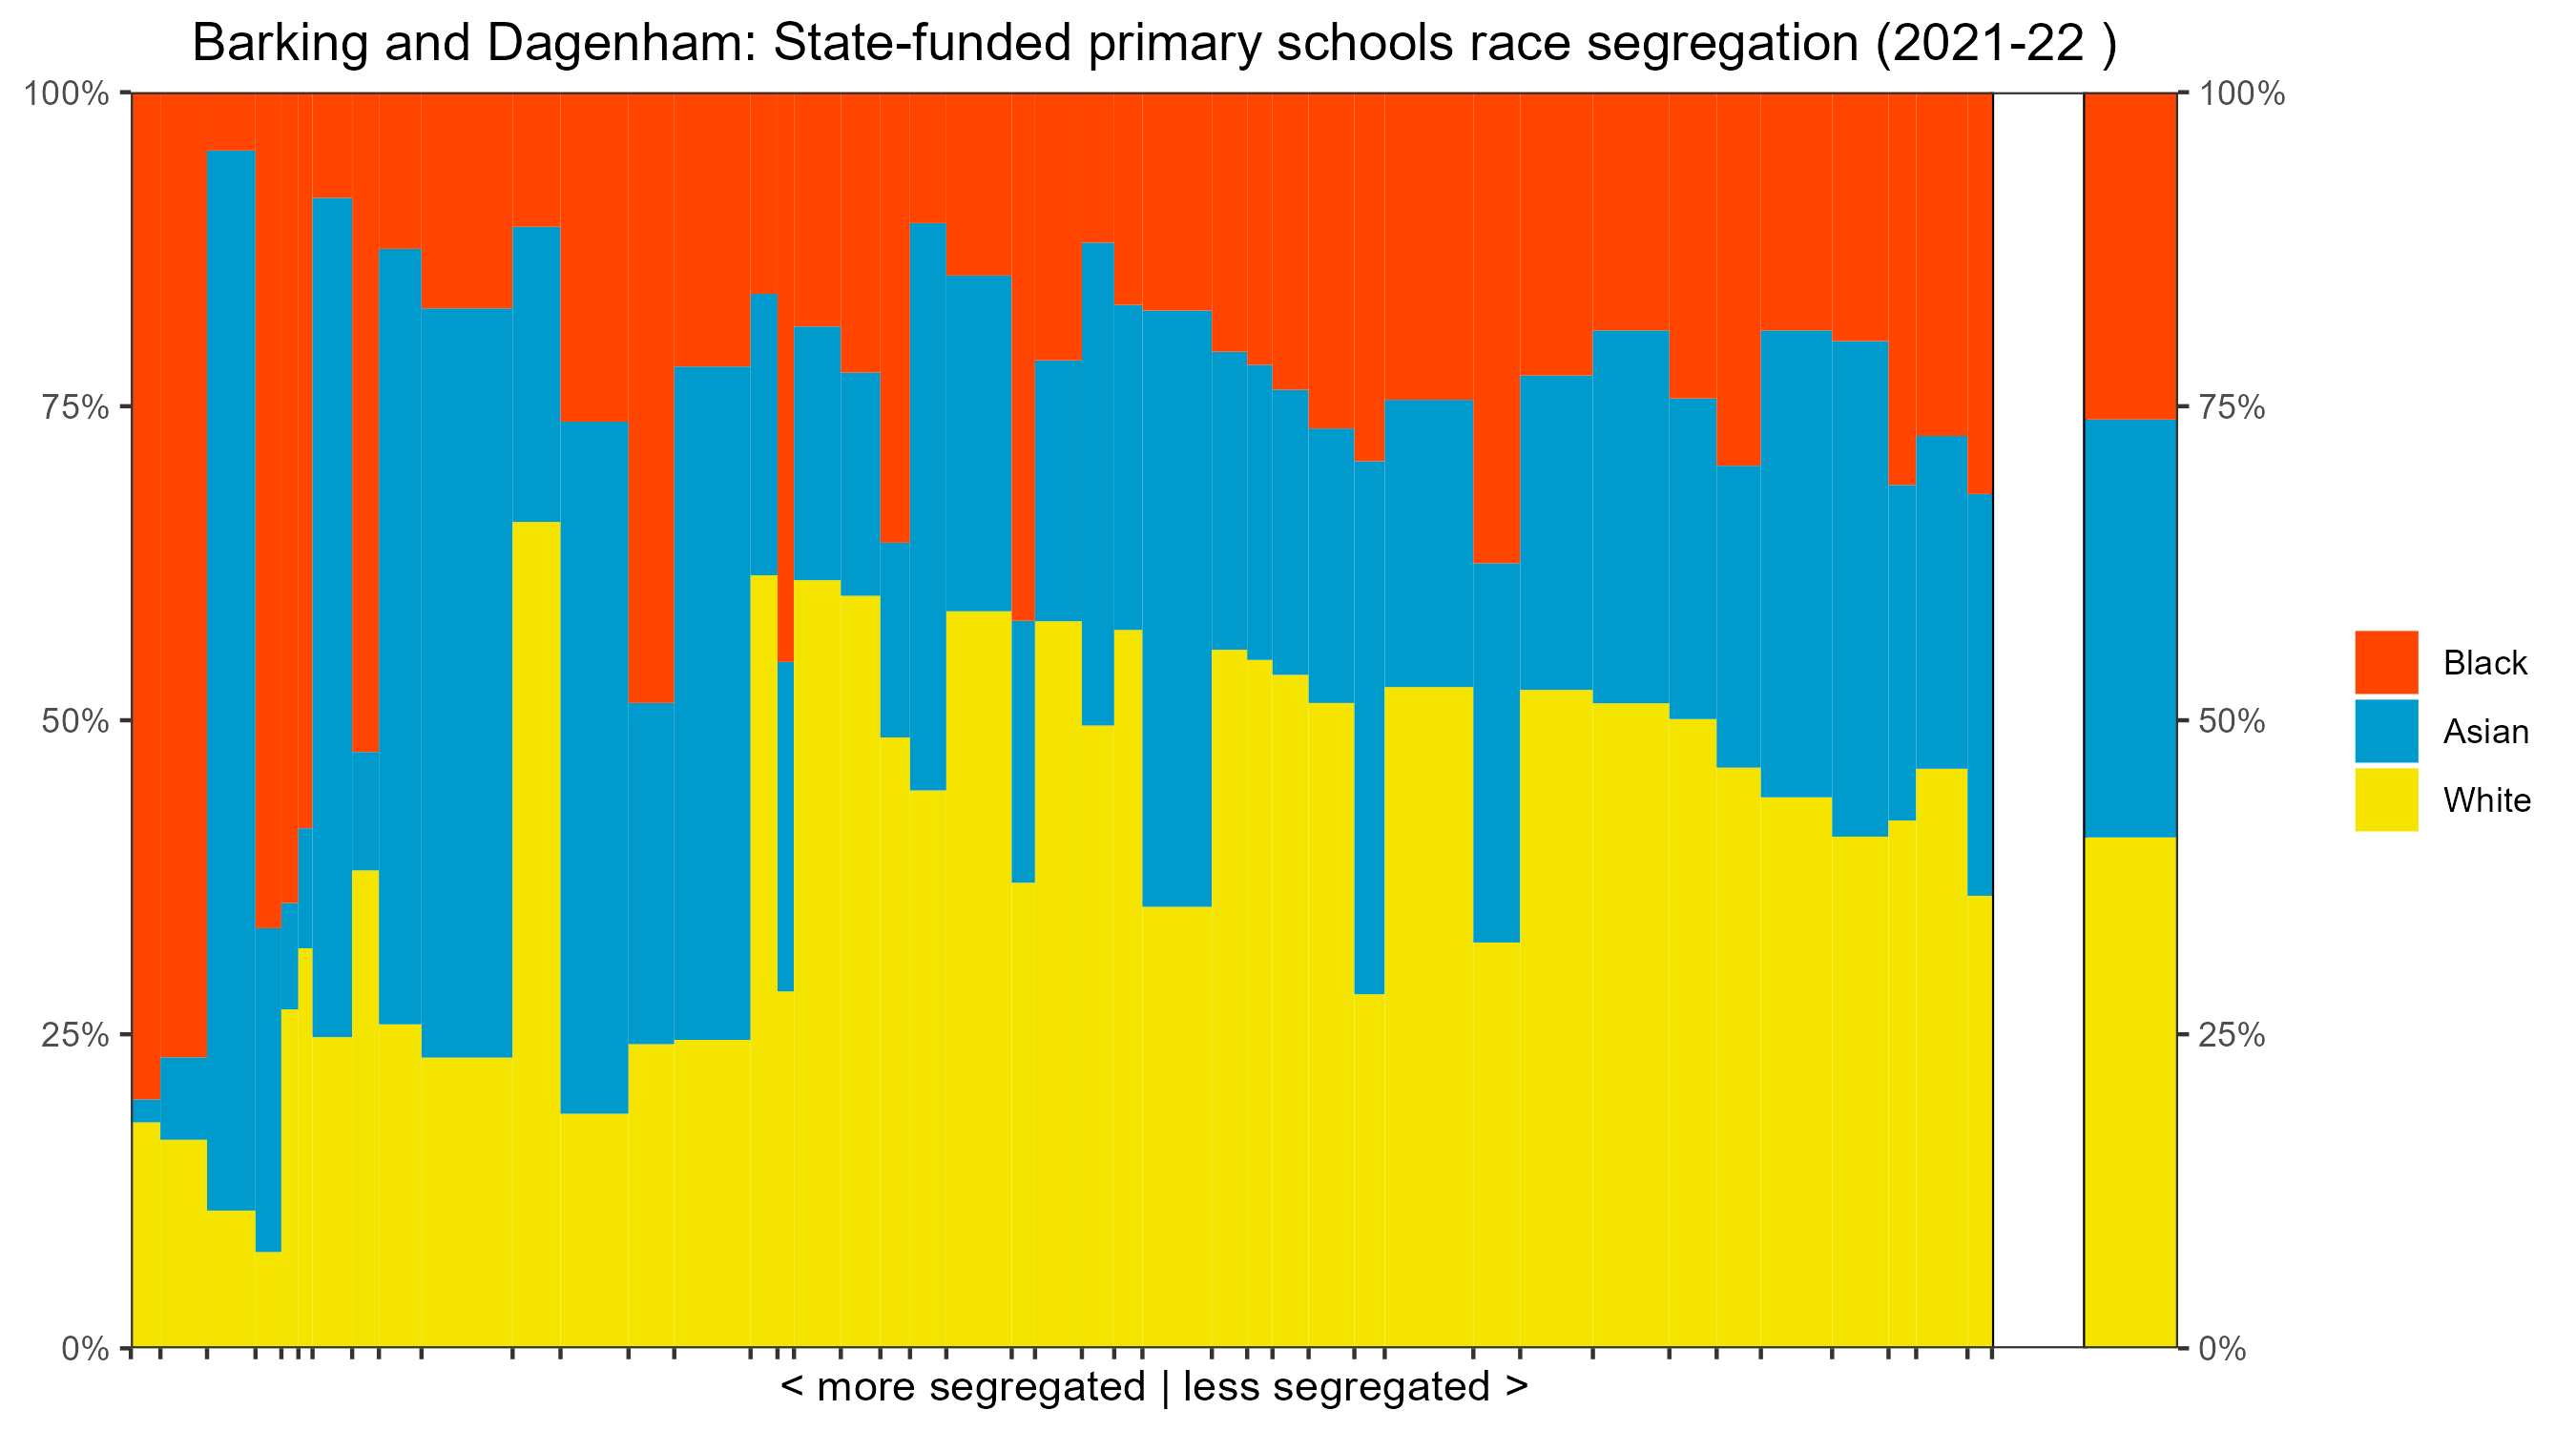 Barking and Dagenham: State-funded primary schools race segregation (2021-22 )
100%
100%
75%
75%
50%
50%
25%
25%
0%
0%
Black
Asian
White
< more segregated | less segregated >